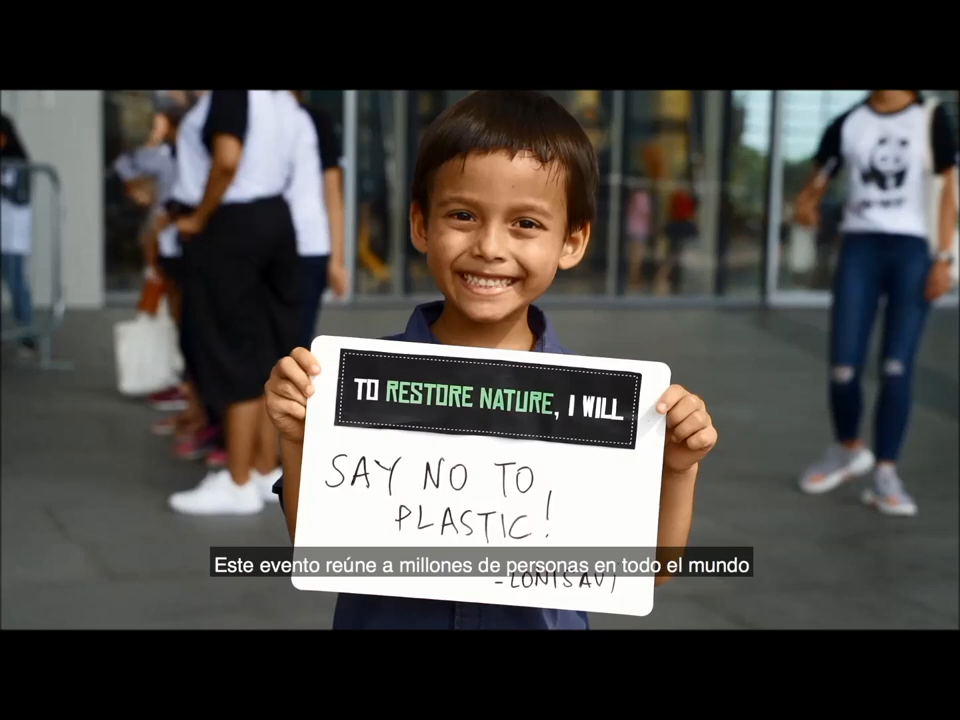 TO RESTORE NATURE, I WILL
SAY NO TO
PLASTIC!
Este evento reúne a millones de personas en todo el mundo